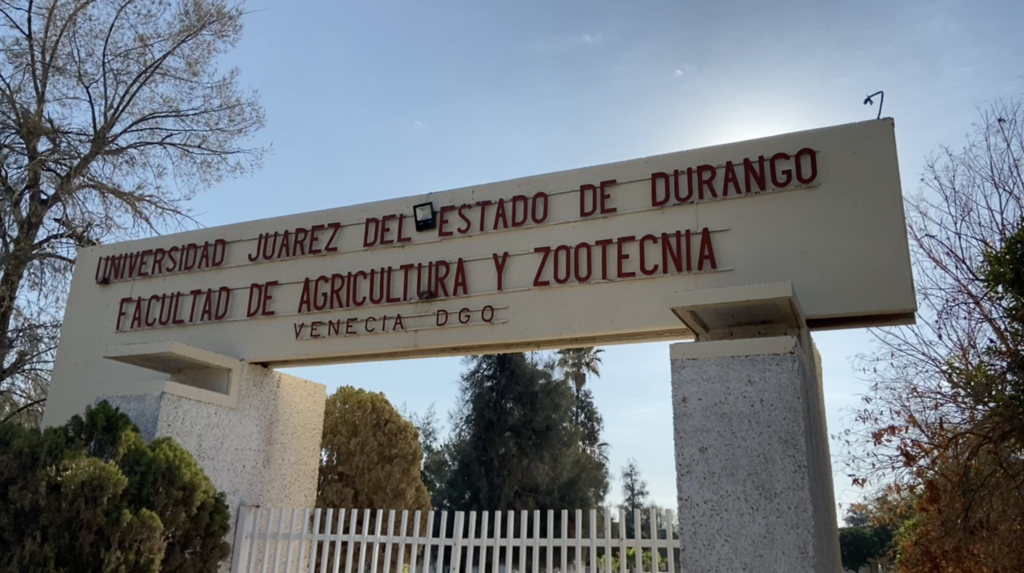 UNIVERSIDAD JUAREZ DEL ESTADO DE DURANGO
FACULTAD DE AGRICULTURA Y ZOOTECNIA
VENECIA DGO